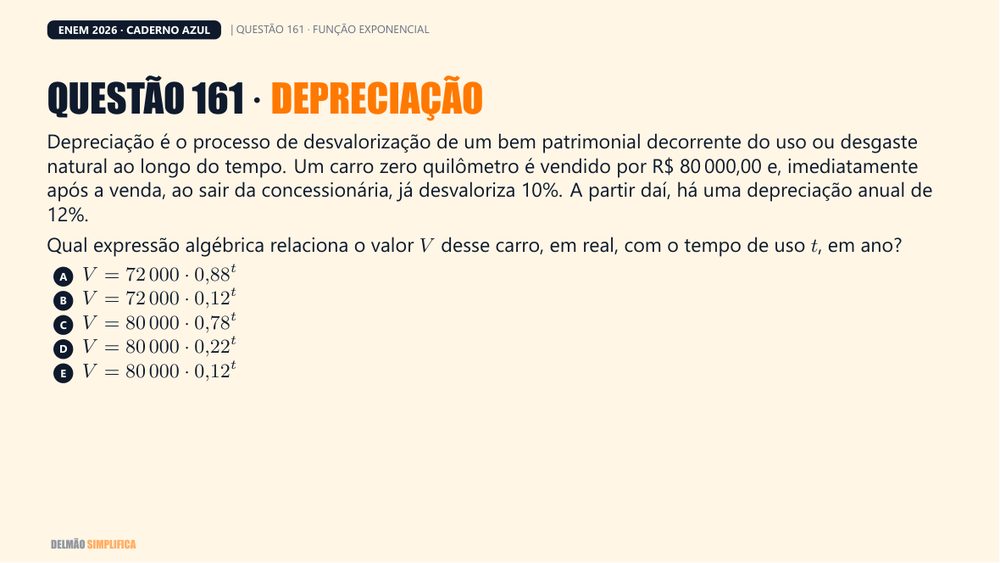 ENEM 2026 · CADERNO AZUL | QUESTÃO 161 · FUNÇÃO EXPONENCIAL
QUESTÃO 161 · DEPRECIAÇÃO
Depreciação é o processo de desvalorização de um bem patrimonial decorrente do uso ou desgaste
natural ao longo do tempo. Um carro zero quilômetro é vendido por R$ 80 000,00 e, imediatamente
após a venda, ao sair da concessionária, já desvaloriza 10%. A partir daí, há uma depreciação anual de
12%.
Qual expressão algébrica relaciona o valor V desse carro, em real, com o tempo de uso t, em ano?
A V = 72 000 · 0,88^t
B V = 72 000 · 0,12^t
C V = 80 000 · 0,78^t
D V = 80 000 · 0,22^t
E V = 80 000 · 0,12^t
DELMÃO SIMPLIFICA